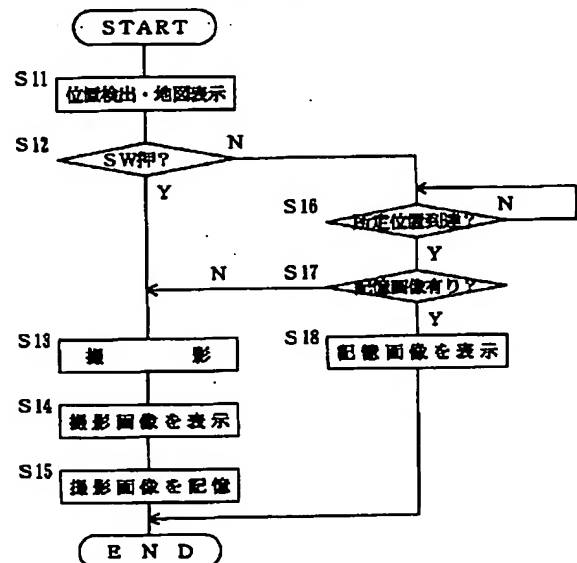 START
S11
位置検出・地図表示
S12
SW押?
N
Y
S16
所定位置到達?
N
Y
S17
記憶画像有り?
N
Y
S13
撮 影
S18
記憶画像を表示
S14
撮影画像を表示
S15
撮影画像を記憶
END